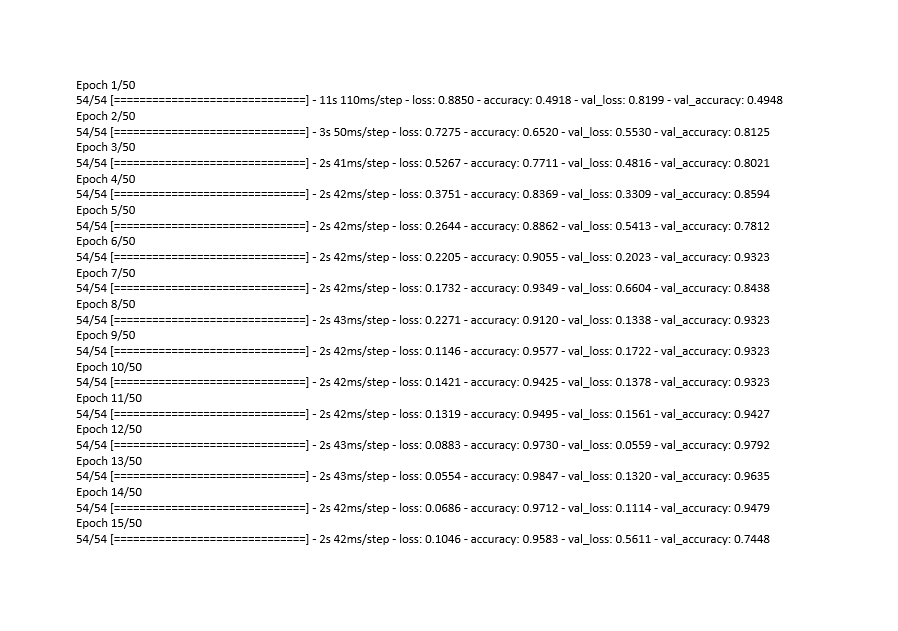 Epoch 1/50
54/54 [==============================] - 11s 110ms/step - loss: 0.8850 - accuracy: 0.4918 - val_loss: 0.8199 - val_accuracy: 0.4948
Epoch 2/50
54/54 [==============================] - 3s 50ms/step - loss: 0.7275 - accuracy: 0.6520 - val_loss: 0.5530 - val_accuracy: 0.8125
Epoch 3/50
54/54 [==============================] - 2s 41ms/step - loss: 0.5267 - accuracy: 0.7711 - val_loss: 0.4816 - val_accuracy: 0.8021
Epoch 4/50
54/54 [==============================] - 2s 42ms/step - loss: 0.3751 - accuracy: 0.8369 - val_loss: 0.3309 - val_accuracy: 0.8594
Epoch 5/50
54/54 [==============================] - 2s 42ms/step - loss: 0.2644 - accuracy: 0.8862 - val_loss: 0.5413 - val_accuracy: 0.7812
Epoch 6/50
54/54 [==============================] - 2s 42ms/step - loss: 0.2205 - accuracy: 0.9055 - val_loss: 0.2023 - val_accuracy: 0.9323
Epoch 7/50
54/54 [==============================] - 2s 42ms/step - loss: 0.1732 - accuracy: 0.9349 - val_loss: 0.6604 - val_accuracy: 0.8438
Epoch 8/50
54/54 [==============================] - 2s 43ms/step - loss: 0.2271 - accuracy: 0.9120 - val_loss: 0.1338 - val_accuracy: 0.9323
Epoch 9/50
54/54 [==============================] - 2s 42ms/step - loss: 0.1146 - accuracy: 0.9577 - val_loss: 0.1722 - val_accuracy: 0.9323
Epoch 10/50
54/54 [==============================] - 2s 42ms/step - loss: 0.1421 - accuracy: 0.9425 - val_loss: 0.1378 - val_accuracy: 0.9323
Epoch 11/50
54/54 [==============================] - 2s 42ms/step - loss: 0.1319 - accuracy: 0.9495 - val_loss: 0.1561 - val_accuracy: 0.9427
Epoch 12/50
54/54 [==============================] - 2s 43ms/step - loss: 0.0883 - accuracy: 0.9730 - val_loss: 0.0559 - val_accuracy: 0.9792
Epoch 13/50
54/54 [==============================] - 2s 43ms/step - loss: 0.0554 - accuracy: 0.9847 - val_loss: 0.1320 - val_accuracy: 0.9635
Epoch 14/50
54/54 [==============================] - 2s 42ms/step - loss: 0.0686 - accuracy: 0.9712 - val_loss: 0.1114 - val_accuracy: 0.9479
Epoch 15/50
54/54 [==============================] - 2s 42ms/step - loss: 0.1046 - accuracy: 0.9583 - val_loss: 0.5611 - val_accuracy: 0.7448